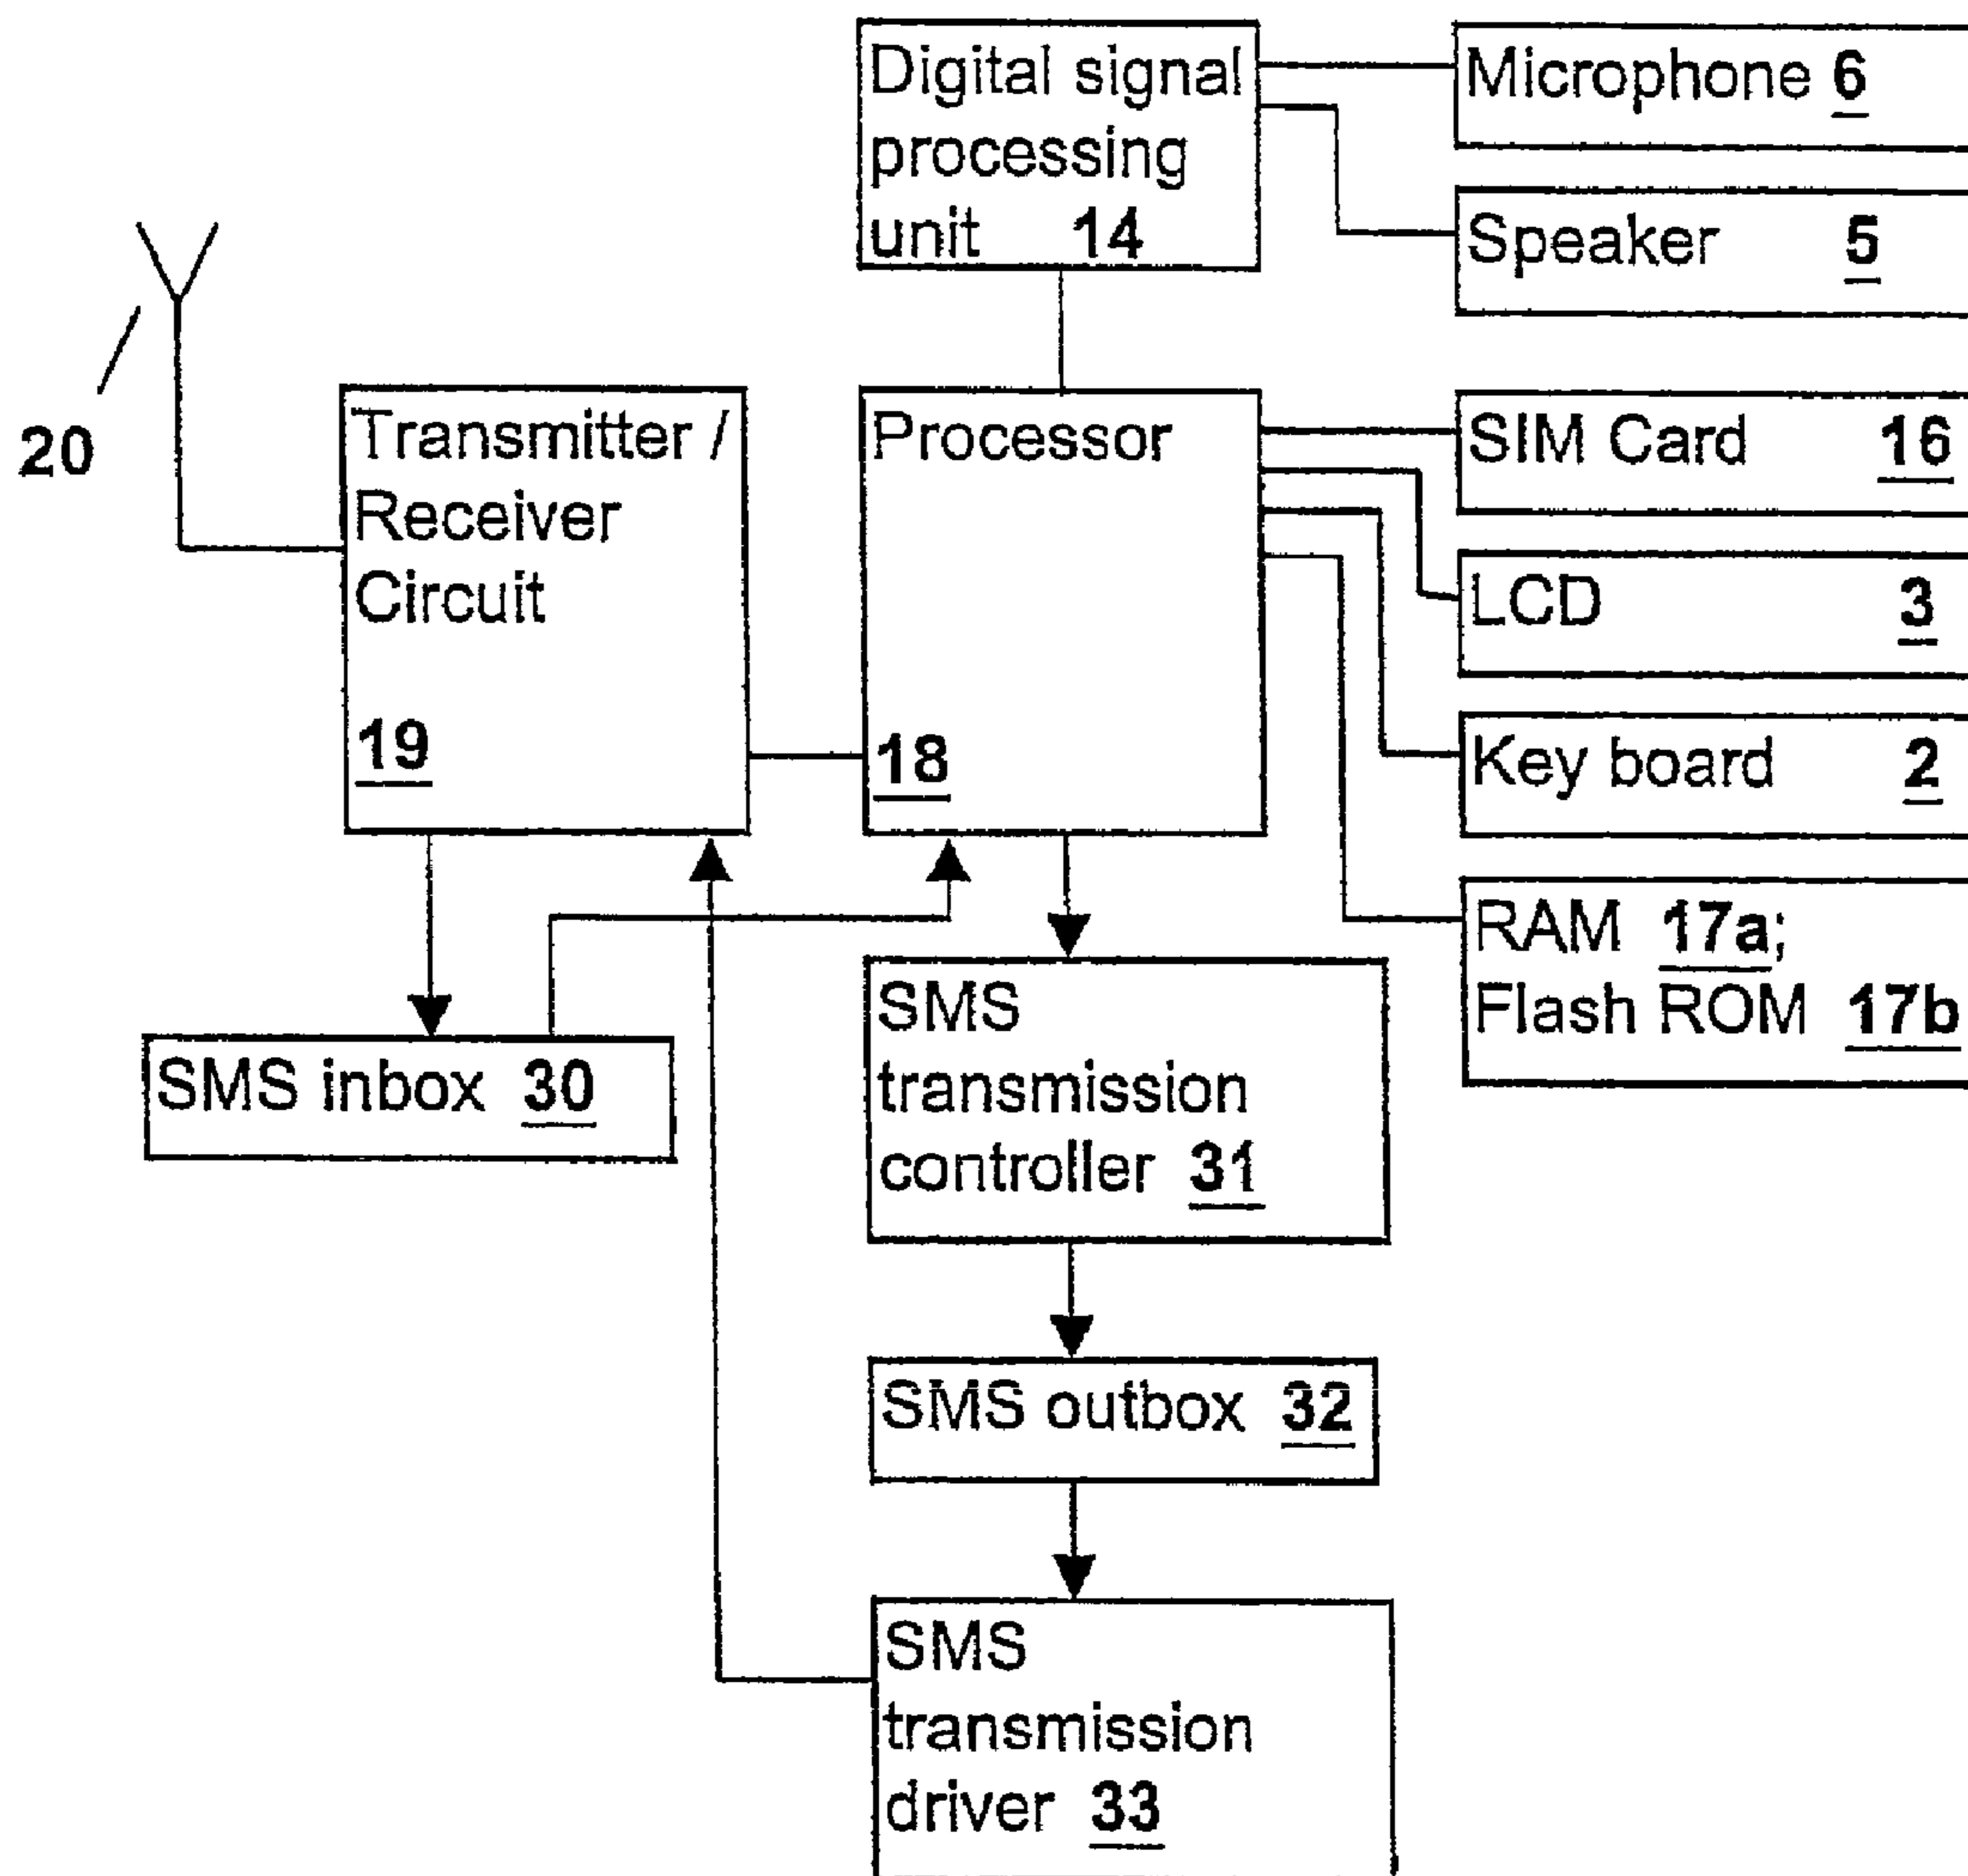 Digital signal
processing
unit 14
Microphone 6
Speaker 5
20
Transmitter /
Receiver
Circuit
19
Processor
18
SIM Card 16
LCD 3
Key board 2
RAM 17a;
Flash ROM 17b
SMS inbox 30
SMS
transmission
controller 31
SMS outbox 32
SMS
transmission
driver 33